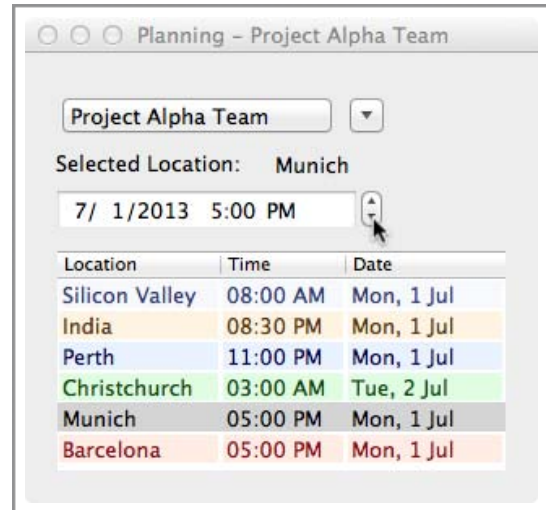 Planning – Project Alpha Team
Project Alpha Team
Selected Location: Munich
7/ 1/2013 5:00 PM
Location Time Date
Silicon Valley 08:00 AM Mon, 1 Jul
India 08:30 PM Mon, 1 Jul
Perth 11:00 PM Mon, 1 Jul
Christchurch 03:00 AM Tue, 2 Jul
Munich 05:00 PM Mon, 1 Jul
Barcelona 05:00 PM Mon, 1 Jul